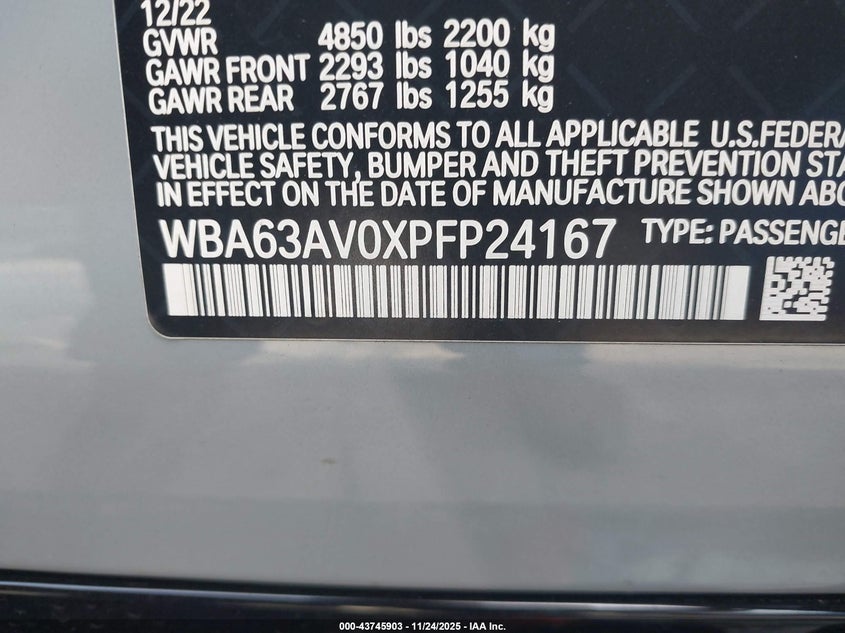 12/22
GVWR 4850 lbs 2200 kg
GAWR FRONT 2293 lbs 1040 kg
GAWR REAR 2767 lbs 1255 kg
THIS VEHICLE CONFORMS TO ALL APPLICABLE U.S.FEDERA
VEHICLE SAFETY, BUMPER AND THEFT PREVENTION STA
IN EFFECT ON THE DATE OF MANUFACTURE SHOWN ABO
WBA63AV0XPFP24167 TYPE: PASSENGE
000-43745903 - 11/24/2025 - IAA Inc.